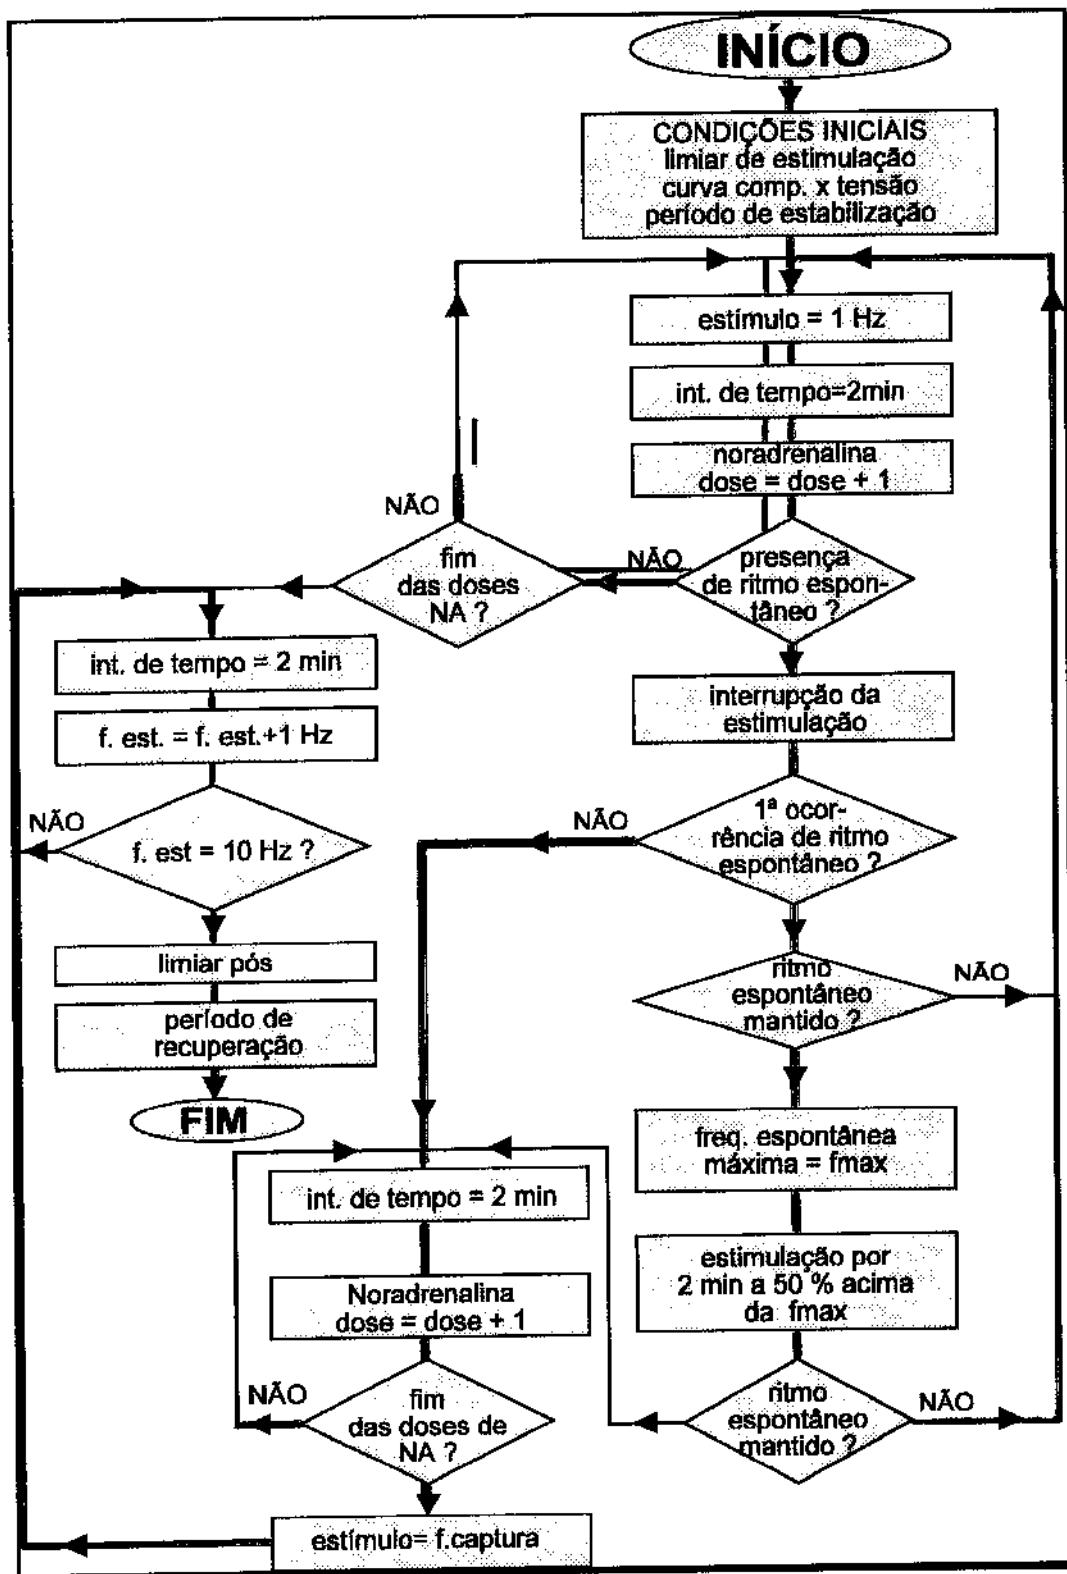 INÍCIO
CONDIÇÕES INICIAIS
limiar de estimulação
curva comp. x tensão
período de estabilização
estímulo = 1 Hz
int. de tempo=2min
noradrenalina
dose = dose + 1
presença
de ritmo espon-
tâneo ?
NÃO
fim
das doses
NA ?
NÃO
int. de tempo = 2 min
f. est. = f. est.+1 Hz
f. est = 10 Hz ?
NÃO
limiar pós
período de
recuperação
FIM
interrupção da
estimulação
1ª ocor-
rência de ritmo
espontâneo ?
NÃO
ritmo
espontâneo
mantido ?
NÃO
freq. espontânea
máxima = fmax
estimulação por
2 min a 50 % acima
da fmax
ritmo
espontâneo
mantido ?
NÃO
int. de tempo = 2 min
Noradrenalina
dose = dose + 1
fim
das doses de
NA ?
NÃO
estímulo= f.captura